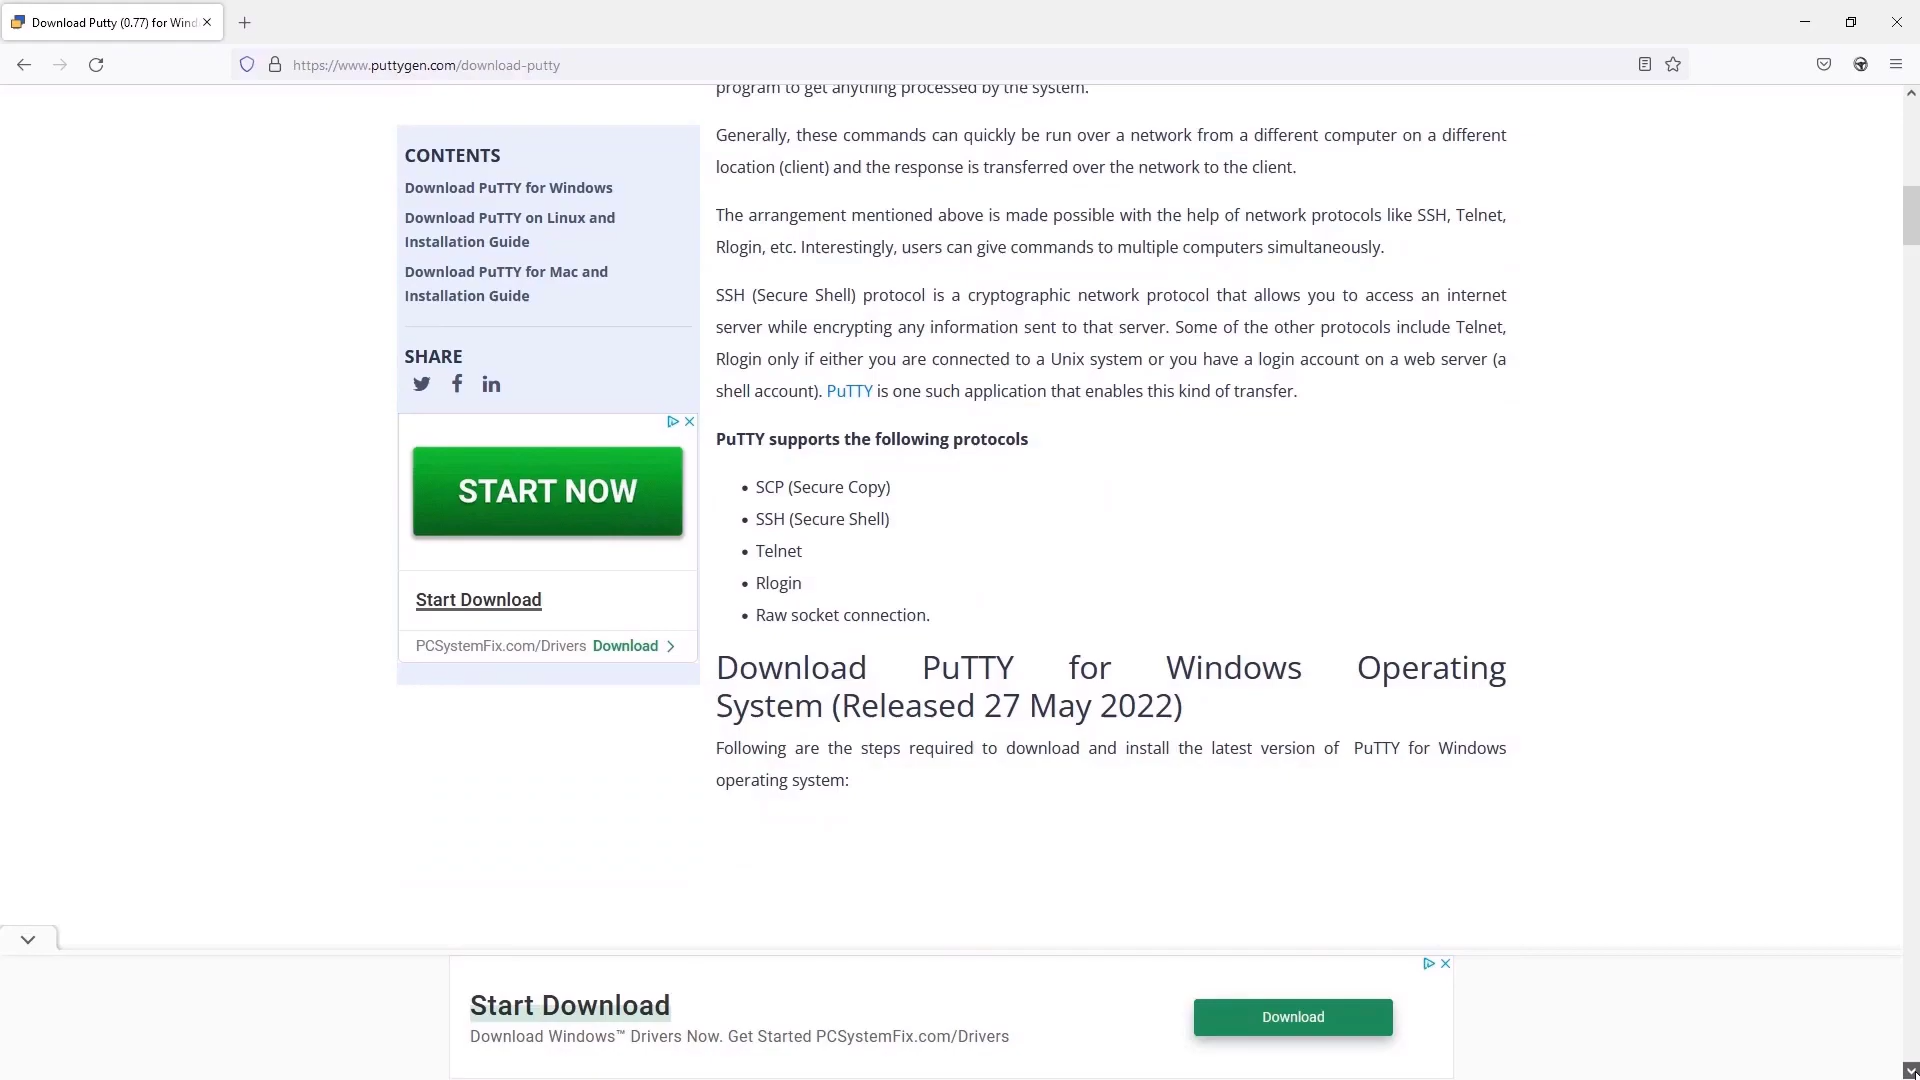 Download Putty (0.77) for Wind
https://www.puttygen.com/download-putty
program to get anything processed by the system.
CONTENTS
Download PuTTY for Windows
Download PuTTY on Linux and
Installation Guide
Download PuTTY for Mac and
Installation Guide
SHARE
START NOW
Start Download
PCSystemFix.com/Drivers Download
Generally, these commands can quickly be run over a network from a different computer on a different
location (client) and the response is transferred over the network to the client.
The arrangement mentioned above is made possible with the help of network protocols like SSH, Telnet,
Rlogin, etc. Interestingly, users can give commands to multiple computers simultaneously.
SSH (Secure Shell) protocol is a cryptographic network protocol that allows you to access an internet
server while encrypting any information sent to that server. Some of the other protocols include Telnet,
Rlogin only if either you are connected to a Unix system or you have a login account on a web server (a
shell account). PuTTY is one such application that enables this kind of transfer.
PuTTY supports the following protocols
• SCP (Secure Copy)
• SSH (Secure Shell)
• Telnet
• Rlogin
• Raw socket connection.
Download PuTTY for Windows Operating
System (Released 27 May 2022)
Following are the steps required to download and install the latest version of PuTTY for Windows
operating system:
Start Download
Download Windows™ Drivers Now. Get Started PCSystemFix.com/Drivers
Download